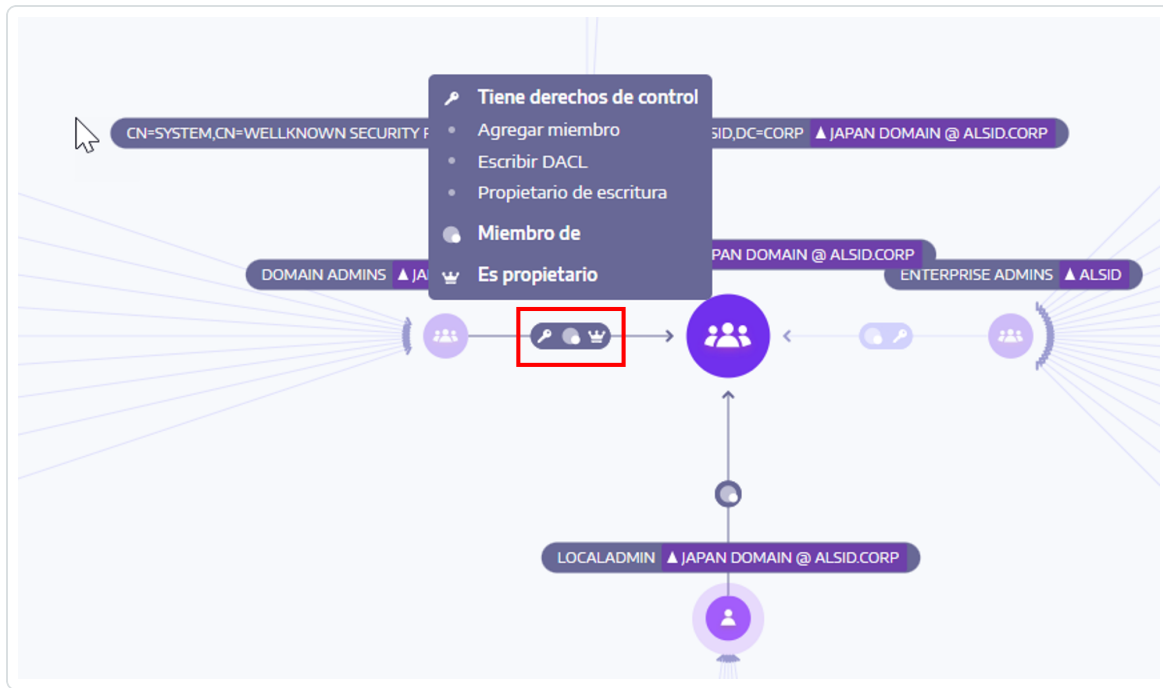 Tiene derechos de control
Agregar miembro
CN=SYSTEM,CN=WELLKNOWN SECURITY
SID,DC=CORP JAPAN DOMAIN @ ALSID.CORP
Escribir DACL
Propietario de escritura
Miembro de
PAN DOMAIN @ ALSID.CORP
Es propietario
DOMAIN ADMINS
ENTERPRISE ADMINS ALSID
LOCALADMIN JAPAN DOMAIN @ ALSID.CORP